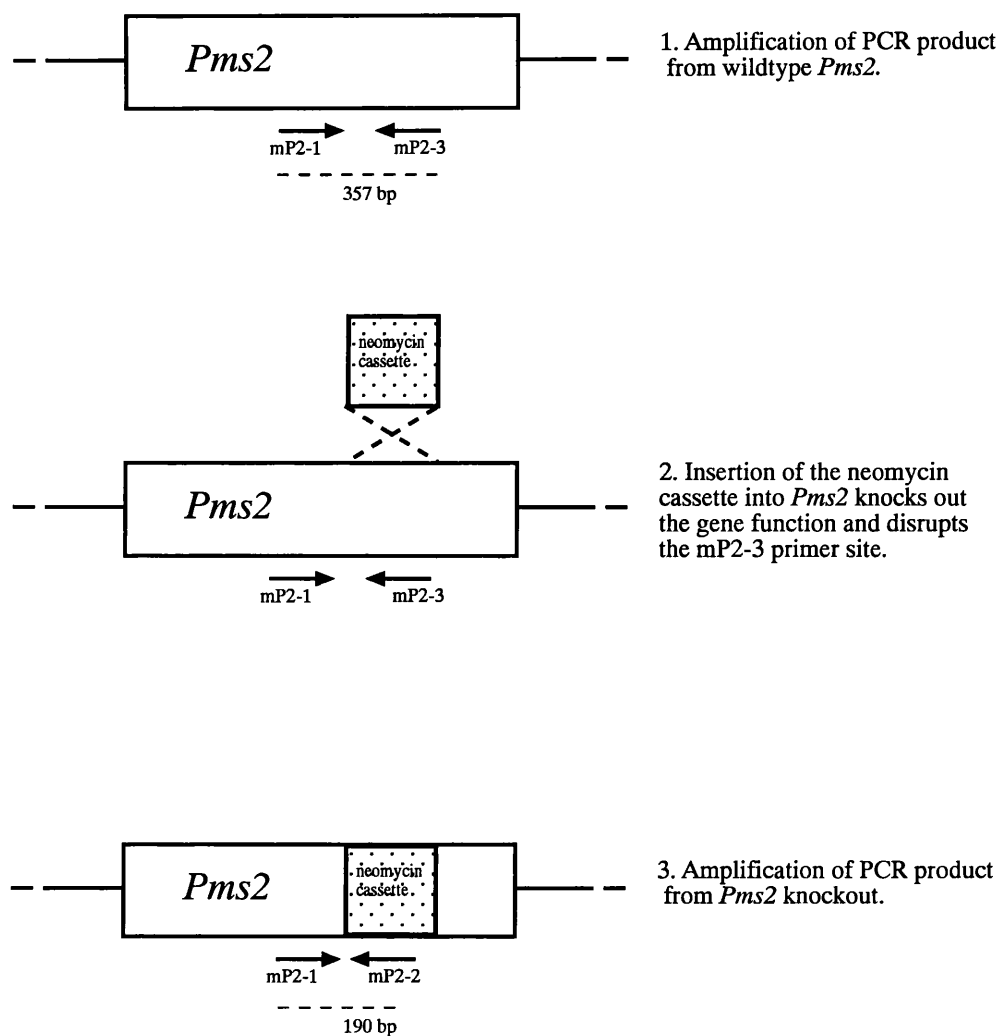 Pms2
1. Amplification of PCR product
from wildtype Pms2.
mP2-1
mP2-3
357 bp
neomycin
cassette
Pms2
2. Insertion of the neomycin
cassette into Pms2 knocks out
the gene function and disrupts
the mP2-3 primer site.
mP2-1
mP2-3
Pms2
neomycin
cassette
3. Amplification of PCR product
from Pms2 knockout.
mP2-1
mP2-2
190 bp